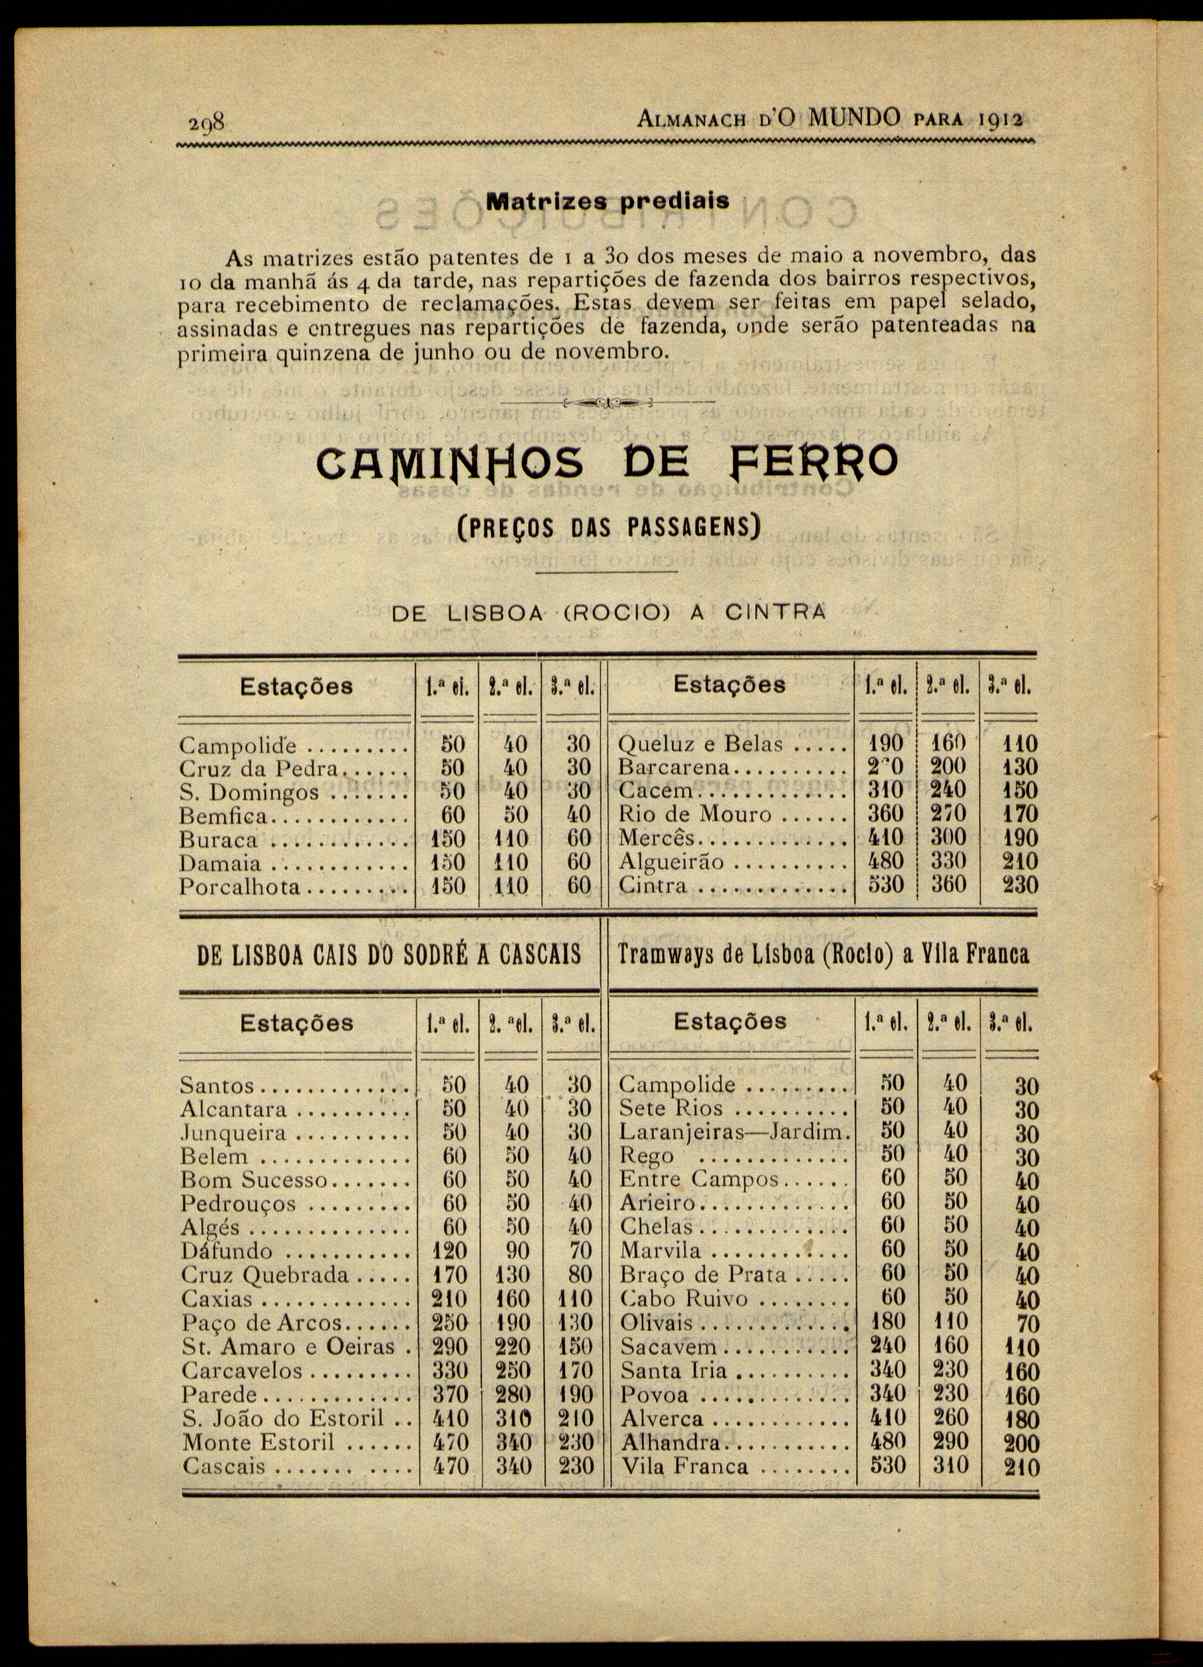 298
ALMANACH D'O MUNDO PARA 1912
Matrizes prediais
As matrizes estão patentes de 1 a 30 dos meses de maio a novembro, das
10 da manhã ás 4 da tarde, nas repartições de fazenda dos bairros respectivos,
para recebimento de reclamações. Estas devem ser feitas em papel selado,
assinadas e entregues nas repartições de fazenda, onde serão patenteadas na
primeira quinzena de junho ou de novembro.
CAMINHOS DE FERRO
(PREÇOS DAS PASSAGENS)
DE LISBOA (ROCIO) A CINTRA
Estações 1.ª cl. 2.ª cl. 3.ª cl. Estações 1.ª cl. 2.ª cl. 3.ª cl.
Campolide ......... 50 40 30 Queluz e Belas ..... 190 160 110
Cruz da Pedra...... 50 40 30 Barcarena.......... 200 130
S. Domingos ....... 50 40 30 Cacem............. 310 240 150
Bemfica............ 60 50 40 Rio de Mouro ...... 360 270 170
Buraca ............ 150 110 60 Mercês............. 410 300 190
Damaia ............ 150 110 60 Algueirão .......... 480 330 210
Porcalhota......... 150 110 60 Cintra ............. 530 360 230
DE LISBOA CAIS DO SODRÉ A CASCAIS Tramways de Lisboa (Rocio) a Vila Franca
Estações 1.ª cl. 2. ªcl. 3.ª cl. Estações 1.ª cl. 2.ª cl. 3.ª cl.
Santos............. 50 40 30 Campolide ......... 50 40 30
Alcantara .......... 50 40 30 Sete Rios .......... 50 40 30
Junqueira .......... 50 40 30 Laranjeiras—Jardim. 50 40 30
Belem ............. 60 50 40 Rego ............. 50 40 30
Bom Sucesso....... 60 50 40 Entre Campos...... 60 50 40
Pedrouços ......... 60 50 40 Arieiro............. 60 50 40
Algés .............. 60 50 40 Chelas............. 60 50 40
Dáfundo ........... 120 90 70 Marvila ............ 60 50 40
Cruz Quebrada ..... 170 130 80 Braço de Prata ..... 60 50 40
Caxias ............. 210 160 110 Cabo Ruivo ........ 60 50 40
Paço de Arcos...... 250 190 130 Olivais ............. 180 110 70
St. Amaro e Oeiras . 290 220 150 Sacavem........... 240 160 110
Carcavelos ......... 330 250 170 Santa Iria .......... 340 230 160
Parede............. 370 280 190 Povoa ............. 340 230 160
S. João do Estoril .. 410 310 210 Alverca ............ 410 260 180
Monte Estoril ...... 470 340 230 Alhandra........... 480 290 200
Cascais ....... .... 470 340 230 Vila Franca ........ 530 310 210